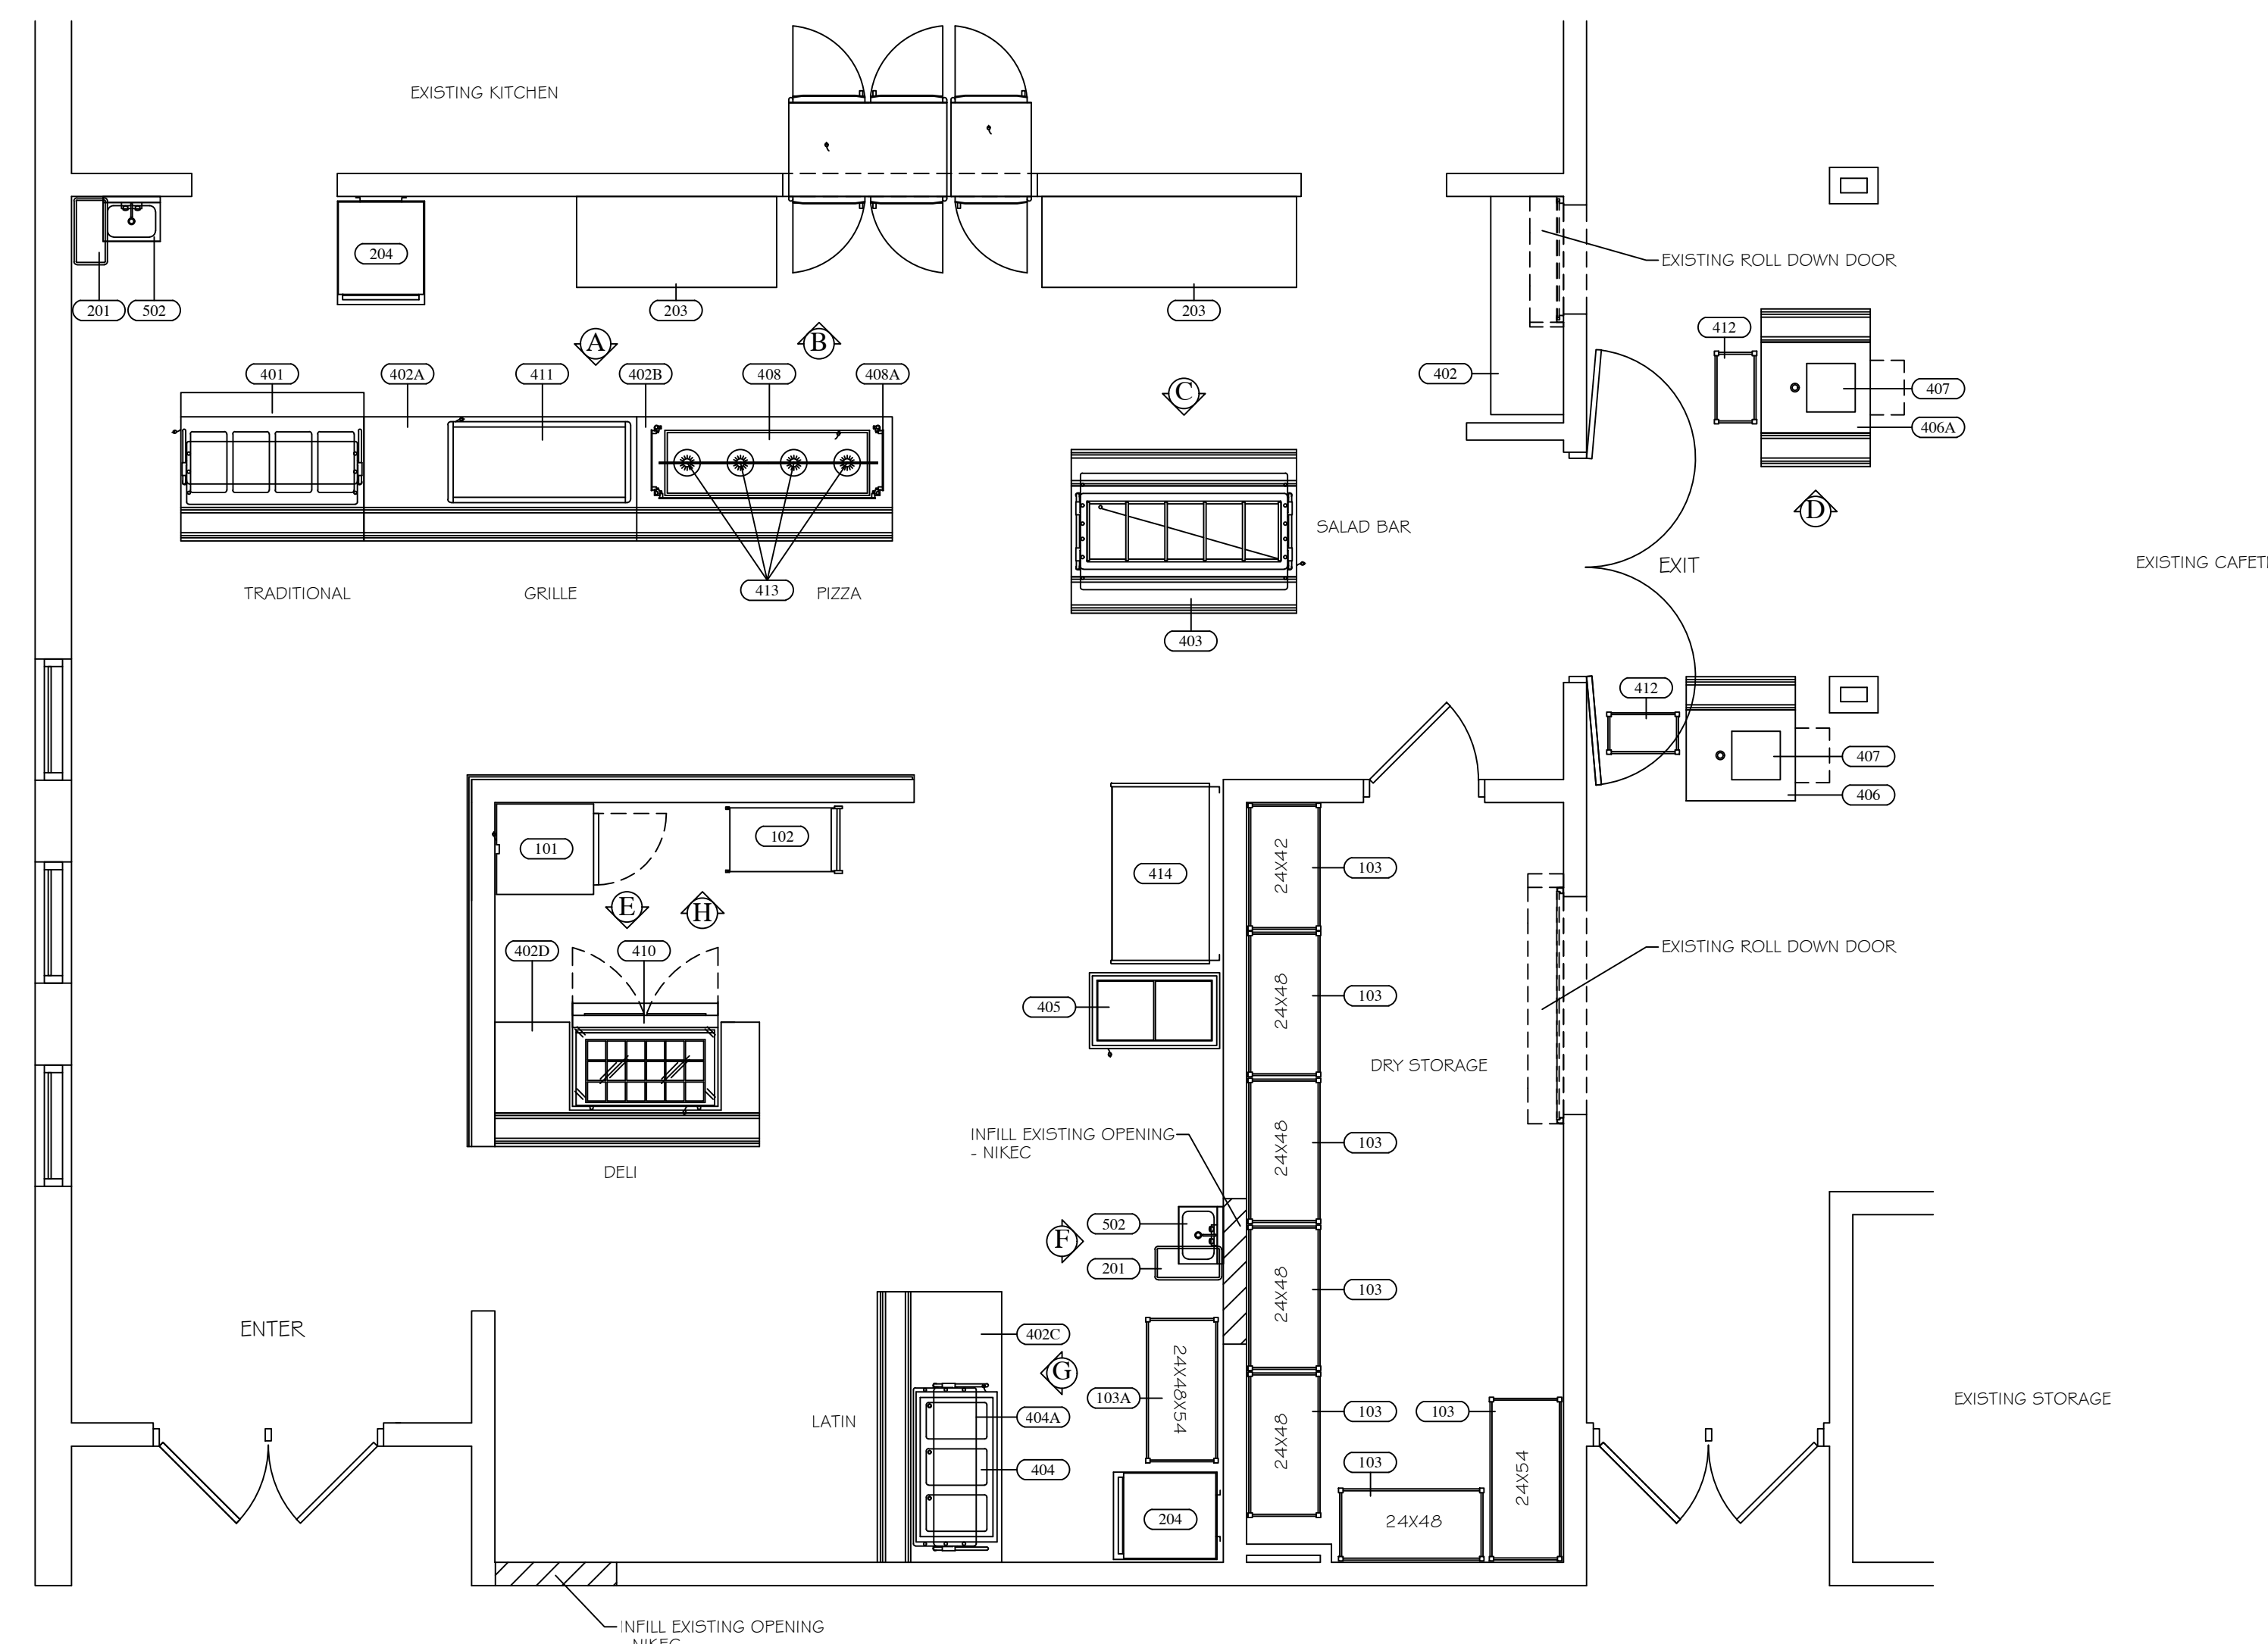 EXISTING KITCHEN
204
EXISTING ROLL DOWN DOOR
201
502
203
203
412
A
B
401
402A
411
402B
408
408A
C
402
407
406A
D
SALAD BAR
EXIT
EXISTING CAFETE
TRADITIONAL
GRILLE
413
PIZZA
403
412
407
406
101
102
24X42
103
414
E
H
402D
410
EXISTING ROLL DOWN DOOR
24X48
103
405
DRY STORAGE
INFILL EXISTING OPENING
- NIKEC
24X48
103
DELI
502
F
201
24X48
103
ENTER
402C
G
24X48X54
103A
EXISTING STORAGE
LATIN
404A
103
103
24X48
404
103
24X54
204
24X48
INFILL EXISTING OPENING
- NIKEC